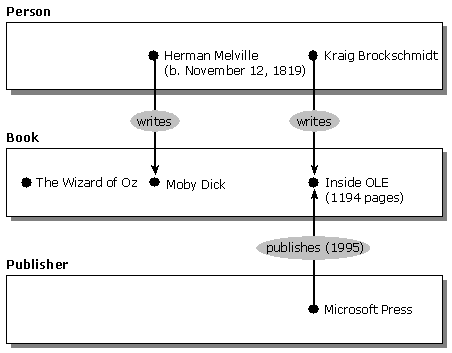 Person
Herman Melville
(b. November 12, 1819)
Kraig Brockschmidt
writes
writes
Book
The Wizard of Oz
Moby Dick
Inside OLE
(1194 pages)
publishes (1995)
Publisher
Microsoft Press